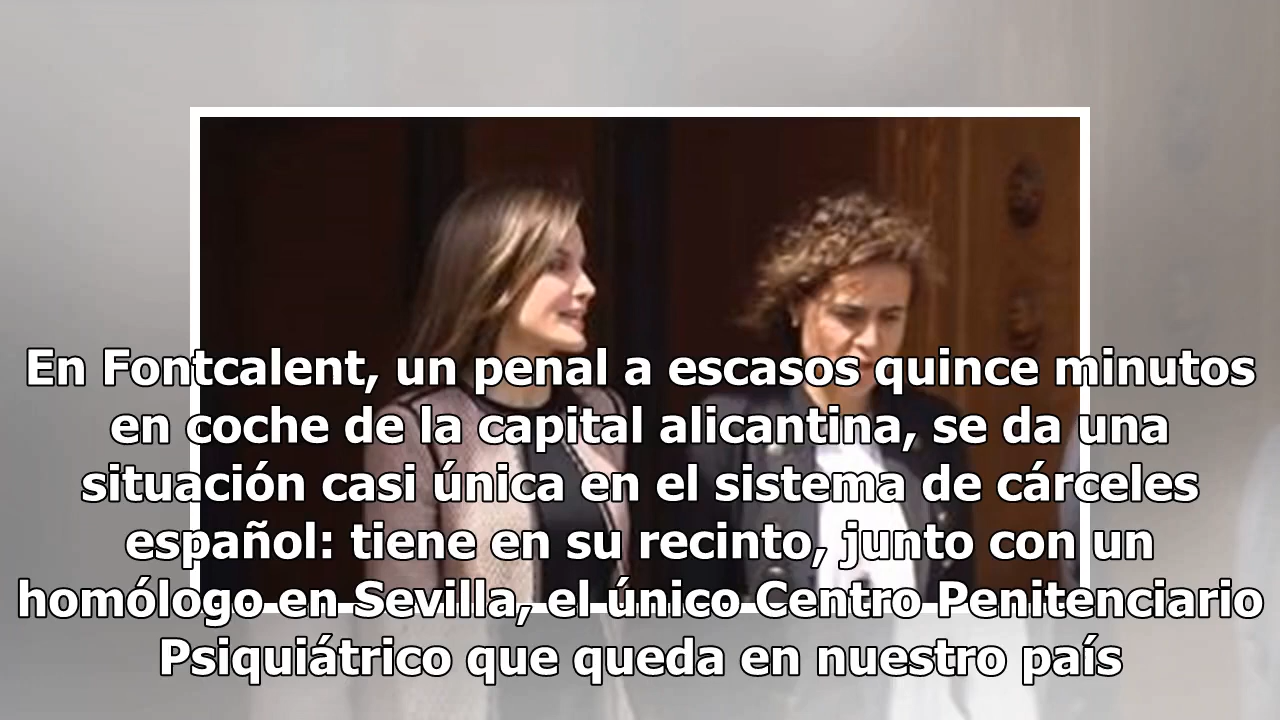 En Fontcalent, un penal a escasos quince minutos
en coche de la capital alicantina, se da una
situación casi única en el sistema de cárceles
español: tiene en su recinto, junto con un
homólogo en Sevilla, el único Centro Penitenciario
Psiquiátrico que queda en nuestro país